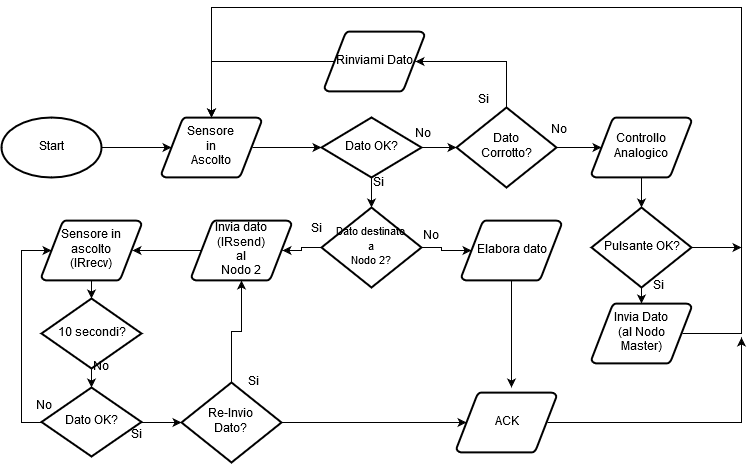 Si
Rinviami Dato
Si
Start
Sensore
in
Ascolto
Dato OK?
No
Dato
Corrotto?
No
Controllo
Analogico
Si
Sensore in
ascolto
(IRrecv)
Invia dato
(IRsend)
al
Nodo 2
Si
Dato destinato
a
Nodo 2?
No
Elabora dato
Pulsante OK?
Si
10 secondi?
No
Invia Dato
(al Nodo
Master)
Si
No
Dato OK?
Si
Re-Invio
Dato?
ACK